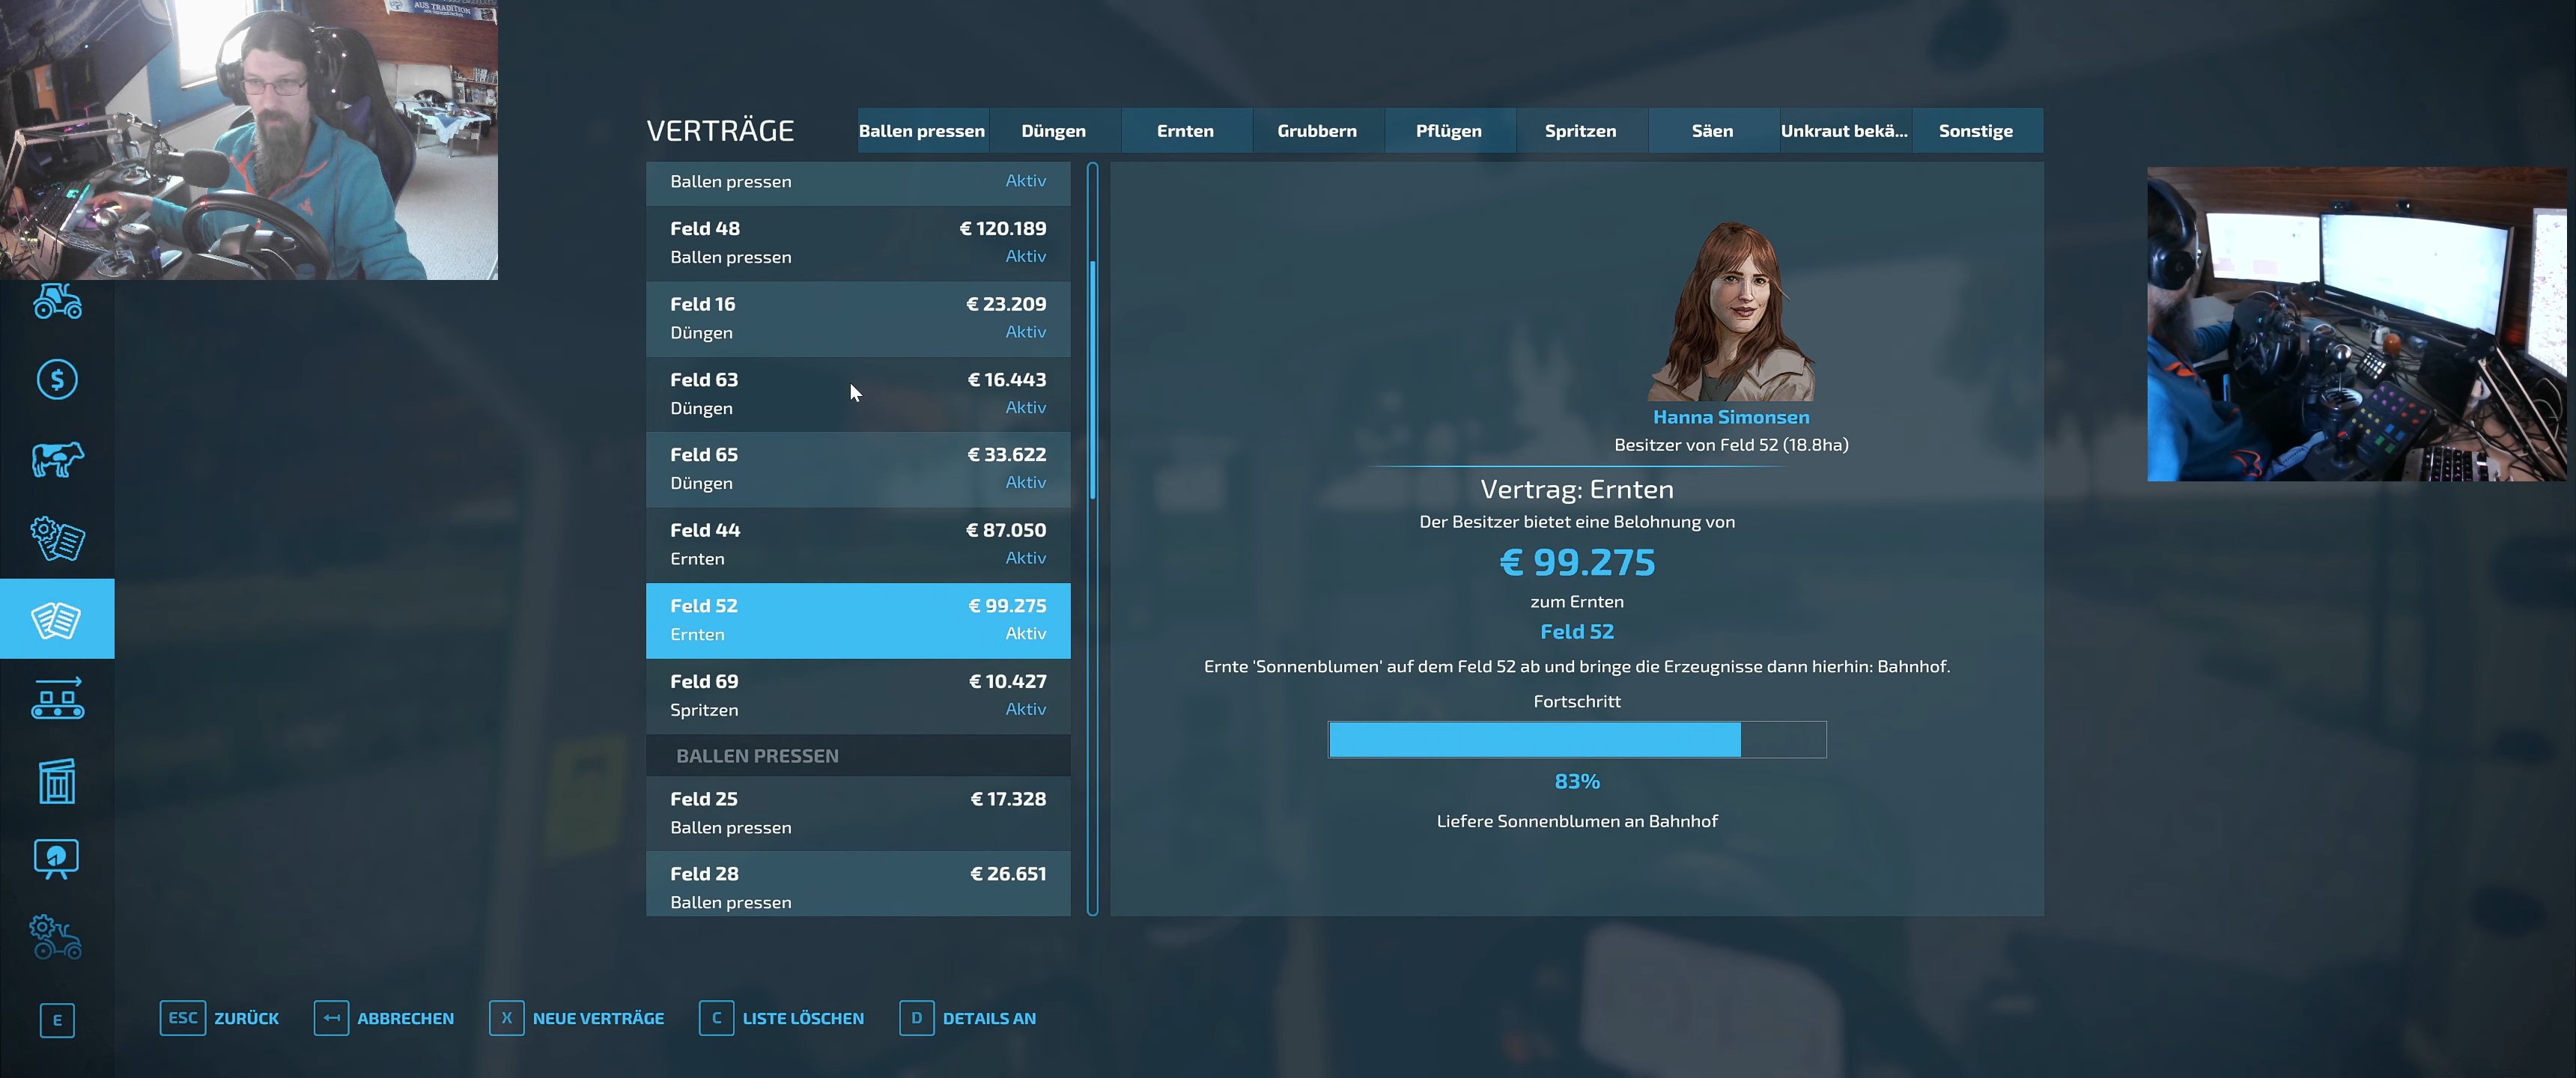 AUS TRADITION
VERTRÄGE
Ballen pressen
Düngen
Ernten
Grubbern
Pflügen
Spritzen
Säen
Unkraut bekä...
Sonstige
Ballen pressen Aktiv
Feld 48 € 120.189
Ballen pressen Aktiv
Feld 16 € 23.209
Düngen Aktiv
Feld 63 € 16.443
Düngen Aktiv
Feld 65 € 33.622
Düngen Aktiv
Feld 44 € 87.050
Ernten Aktiv
Feld 52 € 99.275
Ernten Aktiv
Feld 69 € 10.427
Spritzen Aktiv
BALLEN PRESSEN
Feld 25 € 17.328
Ballen pressen
Feld 28 € 26.651
Ballen pressen
Hanna Simonsen
Besitzer von Feld 52 (18.8ha)
Vertrag: Ernten
Der Besitzer bietet eine Belohnung von
€ 99.275
zum Ernten
Feld 52
Ernte 'Sonnenblumen' auf dem Feld 52 ab und bringe die Erzeugnisse dann hierhin: Bahnhof.
Fortschritt
83%
Liefere Sonnenblumen an Bahnhof
E
ESC ZURÜCK
ABBRECHEN
X NEUE VERTRÄGE
C LISTE LÖSCHEN
D DETAILS AN